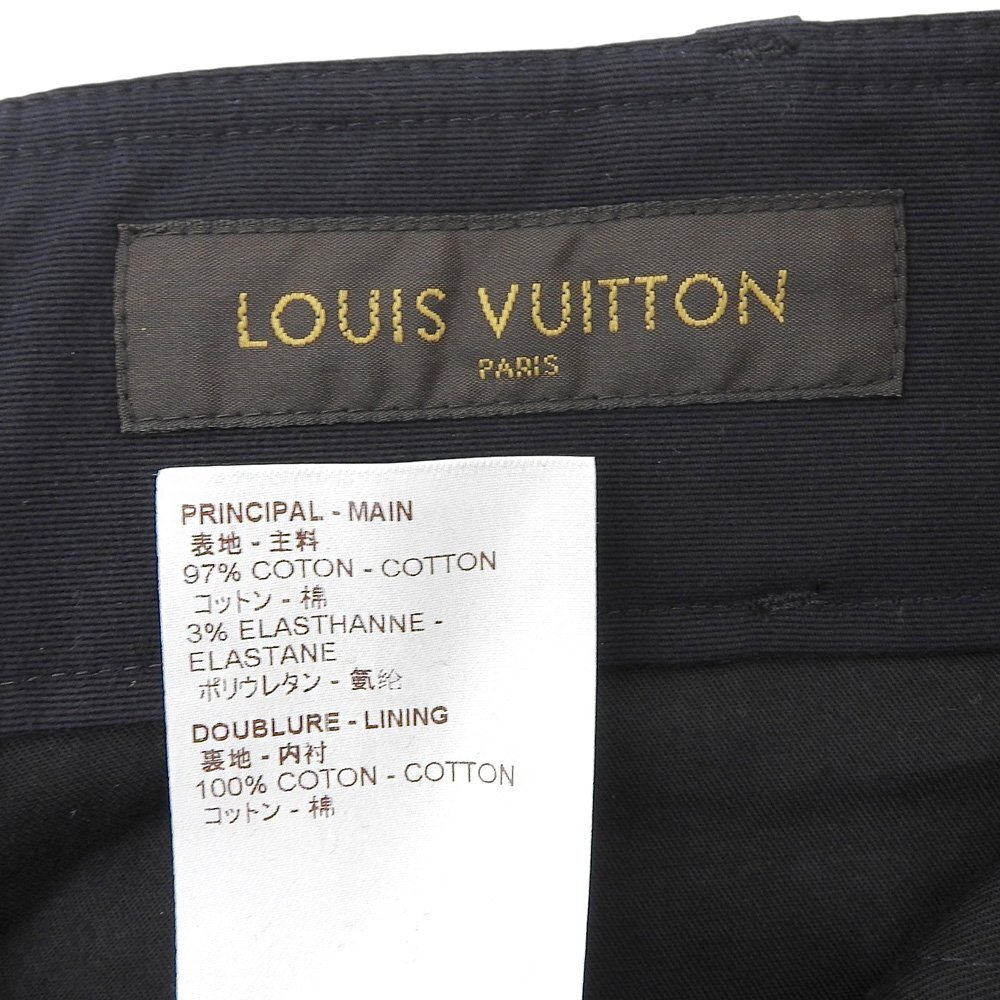 LOUIS VUITTON
PARIS
PRINCIPAL - MAIN
表地 - 主料
97% COTON - COTTON
コットン - 棉
3% ELASTHANNE -
ELASTANE
ポリウレタン - 氨纶
DOUBLURE - LINING
裏地 - 内衬
100% COTON - COTTON
コットン - 棉